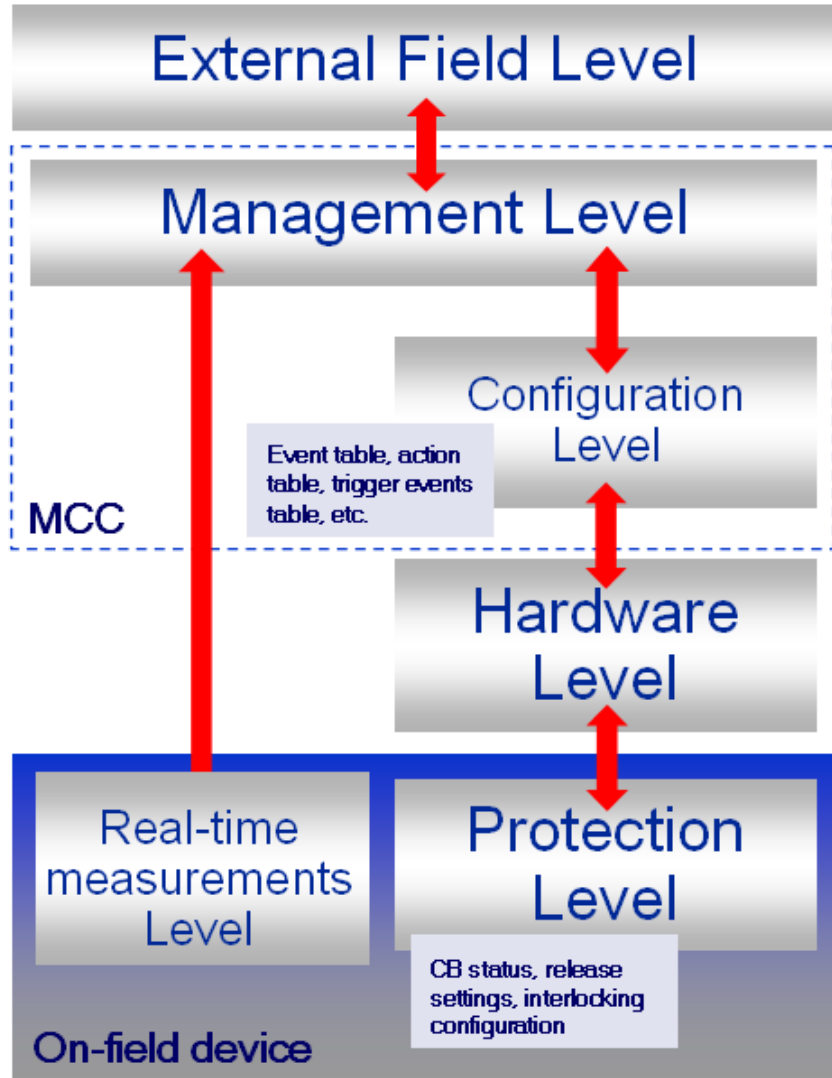 External Field Level
Management Level
Configuration
Level
Event table, action
table, trigger events
table, etc.
MCC
Hardware
Level
Real-time
measurements
Level
Protection
Level
CB status, release
settings, interlocking
configuration
On-field device